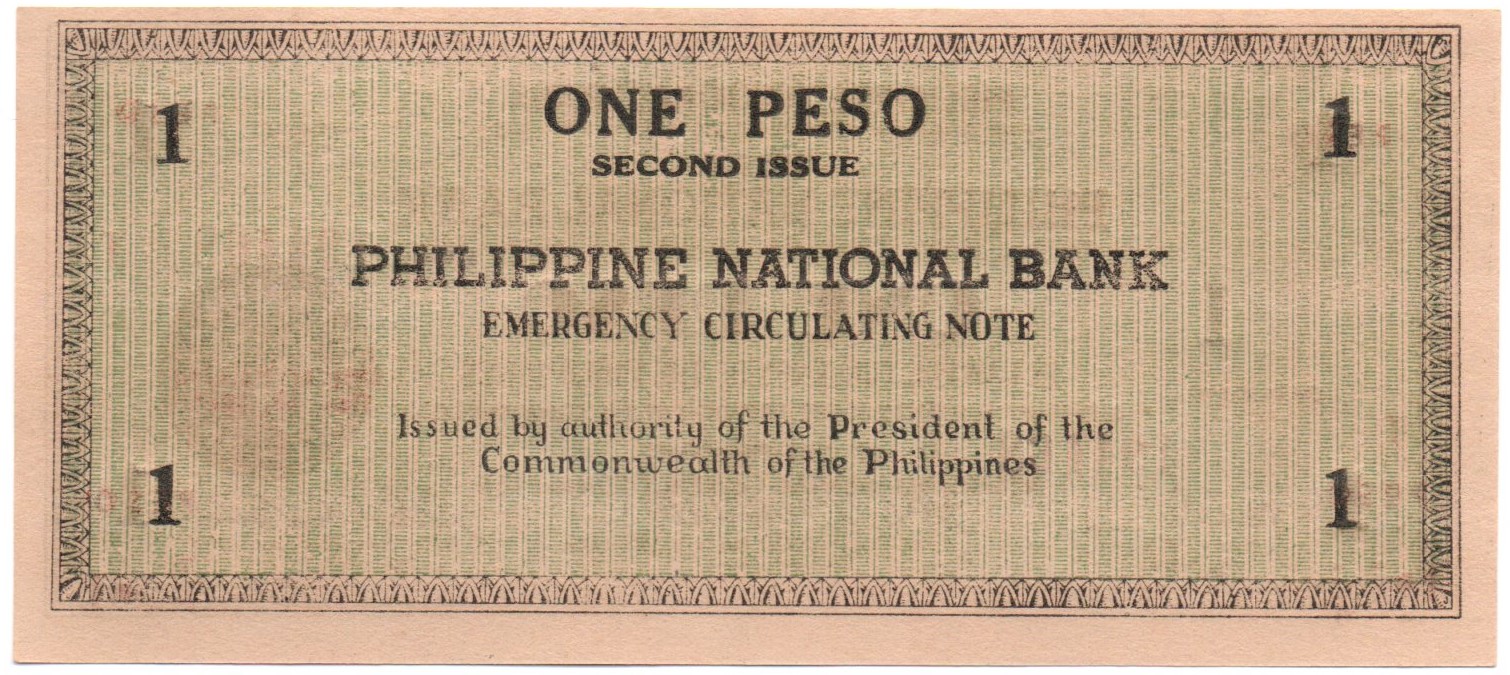 1 ONE PESO 1
SECOND ISSUE
PHILIPPINE NATIONAL BANK
EMERGENCY CIRCULATING NOTE
Issued by authority of the President of the
Commonwealth of the Philippines
1 1